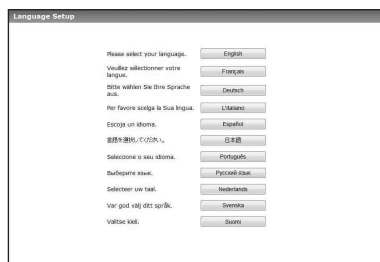 Language Setup
Please select your language. English
Veuillez sélectionner votre
langue. Français
Bitte wählen Sie Ihre Sprache
aus. Deutsch
Per favore scelga la Sua lingua. L'italiano
Escoja un idioma. Español
言語を選択してください。 日本語
Seleccione o seu idioma. Português
Выберите язык. Русский язык
Selecteer uw taal. Nederlands
Var god välj ditt språk. Svenska
Valitse kieli. Suomi